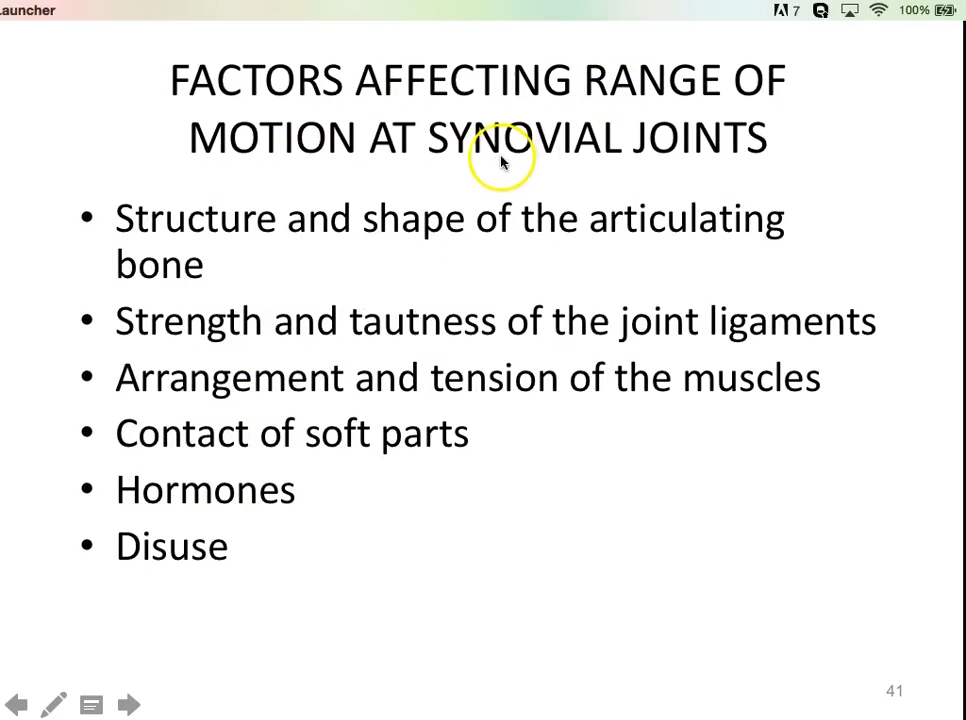 Launcher
7
100%
FACTORS AFFECTING RANGE OF
MOTION AT SYNOVIAL JOINTS
• Structure and shape of the articulating
bone
• Strength and tautness of the joint ligaments
• Arrangement and tension of the muscles
• Contact of soft parts
• Hormones
• Disuse
41